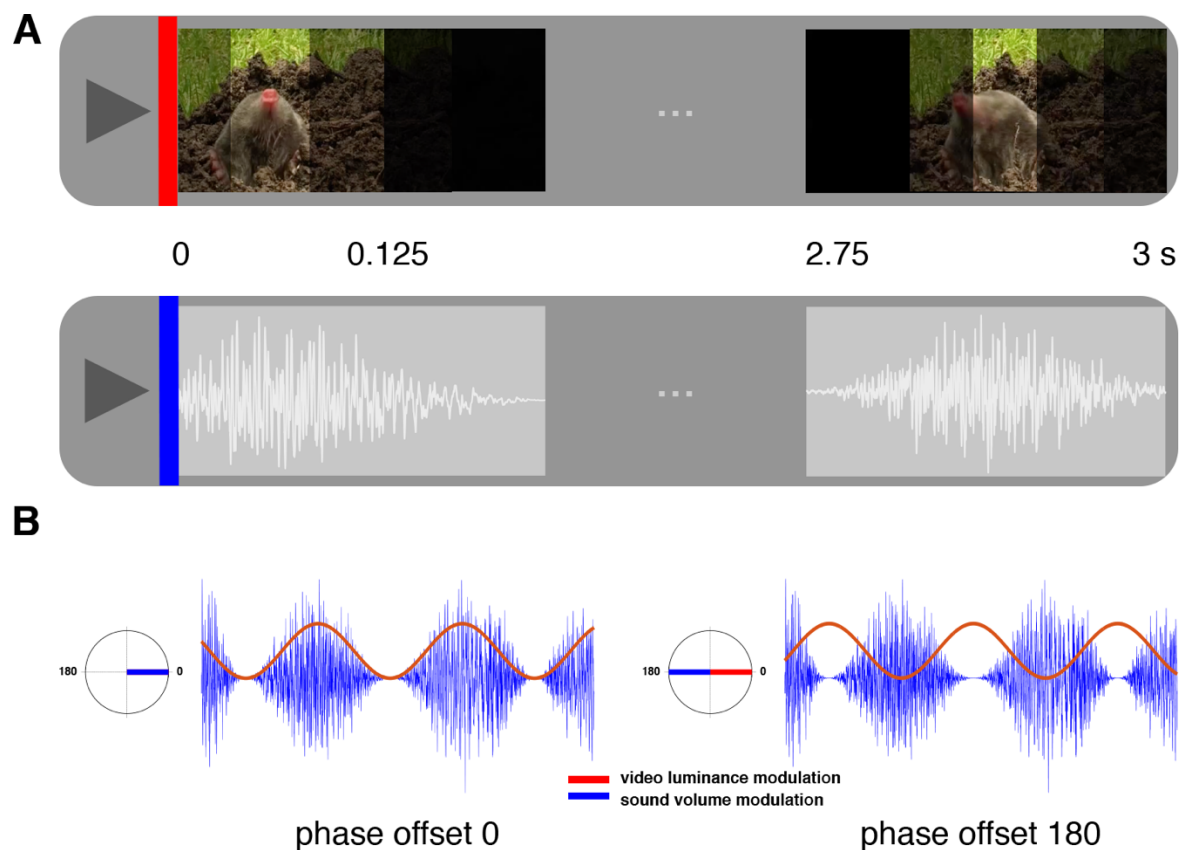 A
...
0 0.125 2.75 3 s
...
B
180 0 180 0
video luminance modulation
sound volume modulation
phase offset 0 phase offset 180